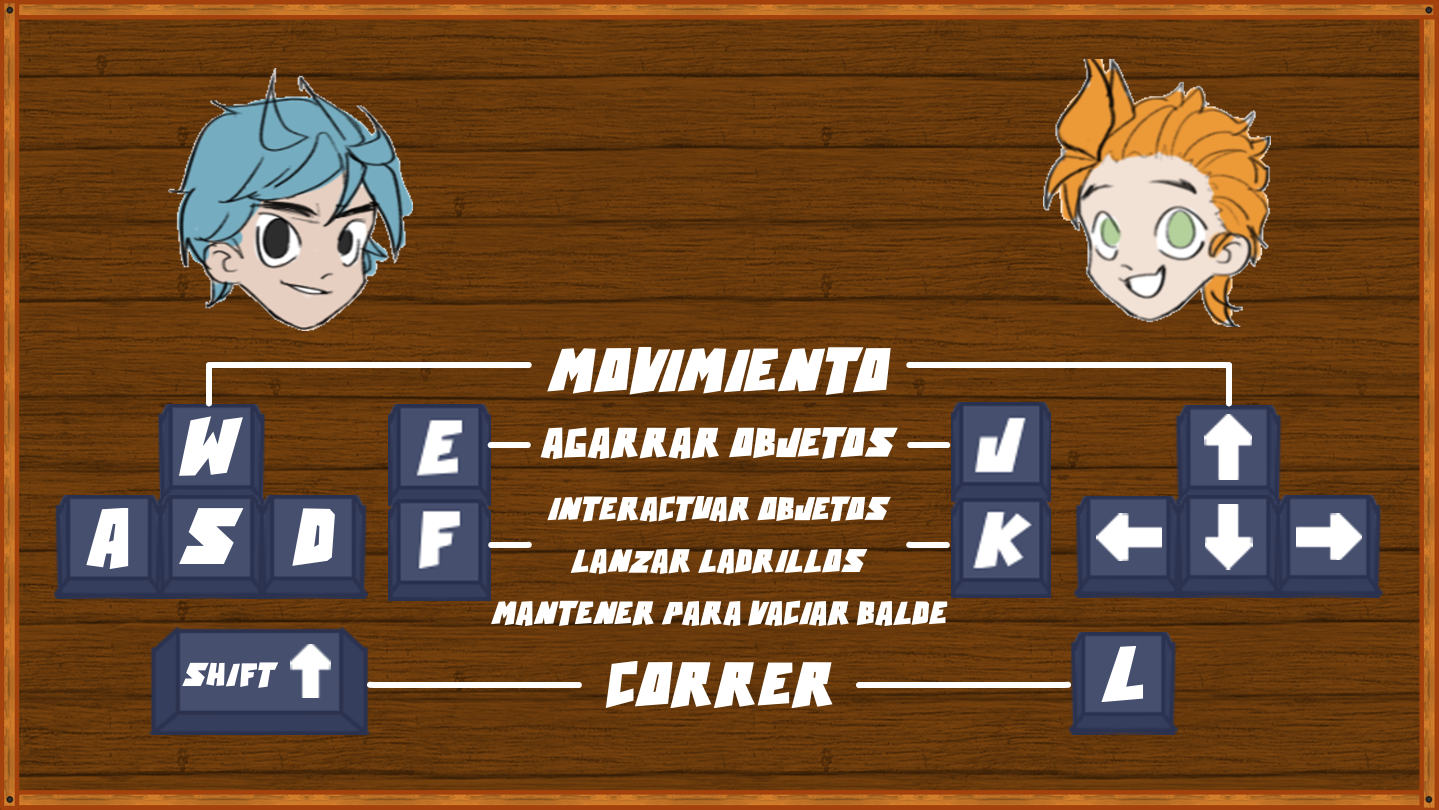 MOVIMIENTO
W
E
AGARRAR OBJETOS
J
A S D
F
INTERACTUAR OBJETOS
LANZAR LADRILLOS
MANTENER PARA VACIAR BALDE
K
SHIFT
CORRER
L